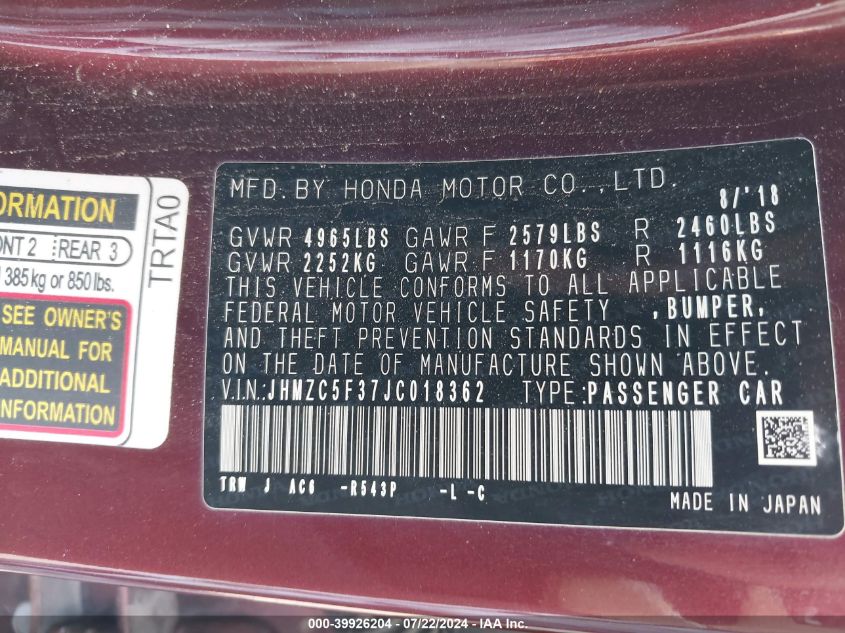 ORMATION
NT 2 REAR 3
385 kg or 850 lbs.
SEE OWNER'S
MANUAL FOR
ADDITIONAL
INFORMATION
TRTA0
MFD. BY HONDA MOTOR CO., LTD. 8/'18
GVWR 4965LBS GAWR F 2579LBS R 2460LBS
GVWR 2252KG GAWR F 1170KG R 1116KG
THIS VEHICLE CONFORMS TO ALL APPLICABLE
FEDERAL MOTOR VEHICLE SAFETY , BUMPER,
AND THEFT PREVENTION STANDARDS IN EFFECT
ON THE DATE OF MANUFACTURE SHOWN ABOVE.
V.I.N.: JHMZC5F37JC018362 TYPE: PASSENGER CAR
TRW J AC6 -R543P -L -C
MADE IN JAPAN
000-39926204 - 07/22/2024 - IAAI Inc.